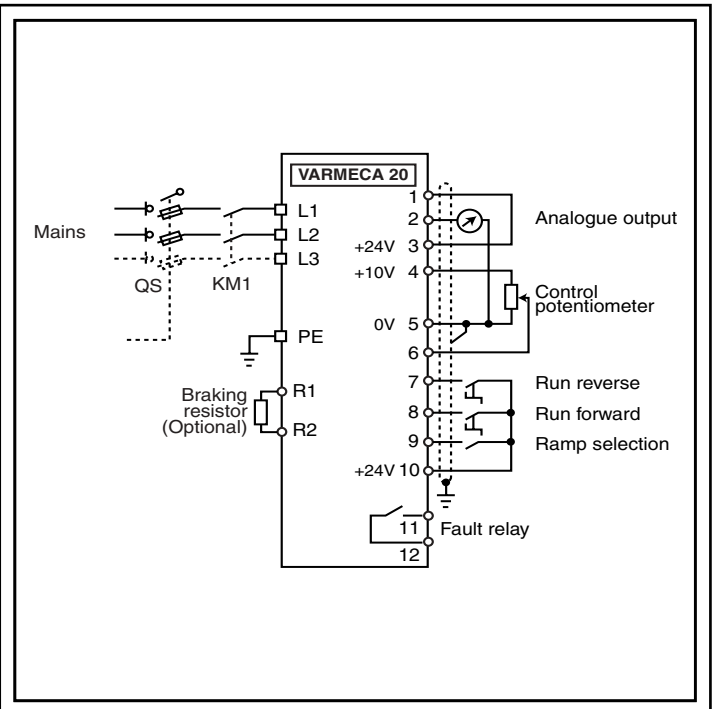 VARMECA 20
Mains
QS
KM1
L1
L2
L3
PE
Braking
resistor
(Optional)
R1
R2
1
2
+24V 3
+10V 4
0V 5
6
7
8
9
+24V 10
11
12
Analogue output
Control
potentiometer
Run reverse
Run forward
Ramp selection
Fault relay